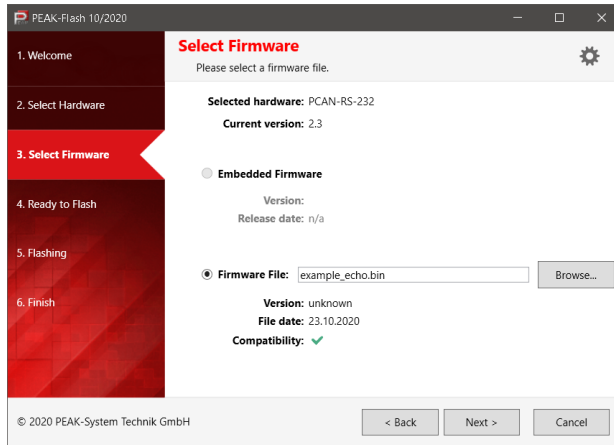 PEAK-Flash 10/2020
1. Welcome
2. Select Hardware
3. Select Firmware
4. Ready to Flash
5. Flashing
6. Finish
Select Firmware
Please select a firmware file.
Selected hardware: PCAN-RS-232
Current version: 2.3
Embedded Firmware
Version:
Release date: n/a
Firmware File: example_echo.bin Browse...
Version: unknown
File date: 23.10.2020
Compatibility:
© 2020 PEAK-System Technik GmbH
< Back Next > Cancel